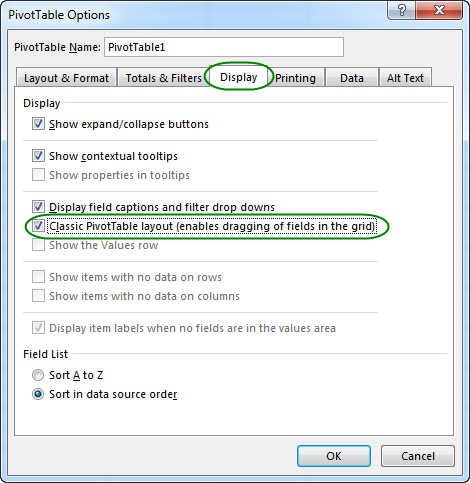 PivotTable Options
PivotTable Name: PivotTable1
Layout & Format Totals & Filters Display Printing Data Alt Text
Display
Show expand/collapse buttons
Show contextual tooltips
Show properties in tooltips
Display field captions and filter drop downs
Classic PivotTable layout (enables dragging of fields in the grid)
Show the Values row
Show items with no data on rows
Show items with no data on columns
Display item labels when no fields are in the values area
Field List
Sort A to Z
Sort in data source order
OK Cancel